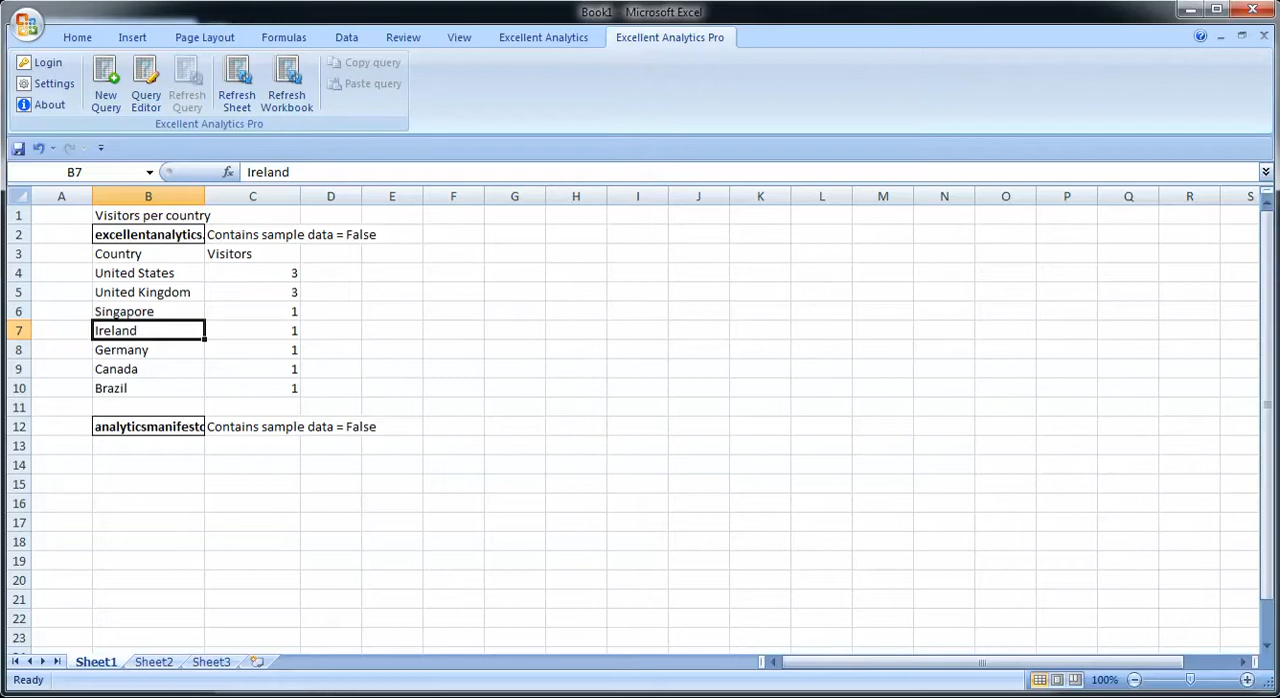 Book1 - Microsoft Excel
Home Insert Page Layout Formulas Data Review View Excellent Analytics Excellent Analytics Pro
Login
Settings
About
New Query
Query Editor
Refresh Query
Refresh Sheet
Refresh Workbook
Copy query
Paste query
Excellent Analytics Pro
B7 fx Ireland
A B C D E F G H I J K L M N O P Q R S
1 Visitors per country
2 excellentanalytics. Contains sample data = False
3 Country Visitors
4 United States 3
5 United Kingdom 3
6 Singapore 1
7 Ireland 1
8 Germany 1
9 Canada 1
10 Brazil 1
11
12 analyticsmanifesto Contains sample data = False
13
14
15
16
17
18
19
20
21
22
23
Sheet1 Sheet2 Sheet3
Ready 100%